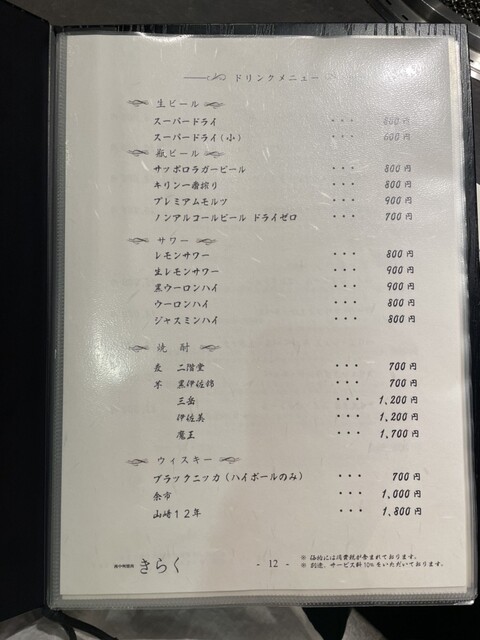 ドリンクメニュー
生ビール
スーパードライ ・・・ 800円
スーパードライ(小) ・・・ 600円
瓶ビール
サッポロラガービール ・・・ 800円
キリン一番搾り ・・・ 800円
プレミアムモルツ ・・・ 900円
ノンアルコールビール ドライゼロ ・・・ 700円
サワー
レモンサワー ・・・ 800円
生レモンサワー ・・・ 900円
黒ウーロンハイ ・・・ 900円
ウーロンハイ ・・・ 800円
ジャスミンハイ ・・・ 800円
焼酎
麦 二階堂 ・・・ 700円
芋 黒伊佐錦 ・・・ 700円
三岳 ・・・ 1,200円
伊佐美 ・・・ 1,200円
魔王 ・・・ 1,700円
ウィスキー
ブラックニッカ(ハイボールのみ) ・・・ 700円
余市 ・・・ 1,000円
山崎12年 ・・・ 1,800円
きらく
- 12 -
※ 価格には消費税が含まれております。
※ 別途、サービス料10%をいただいております。